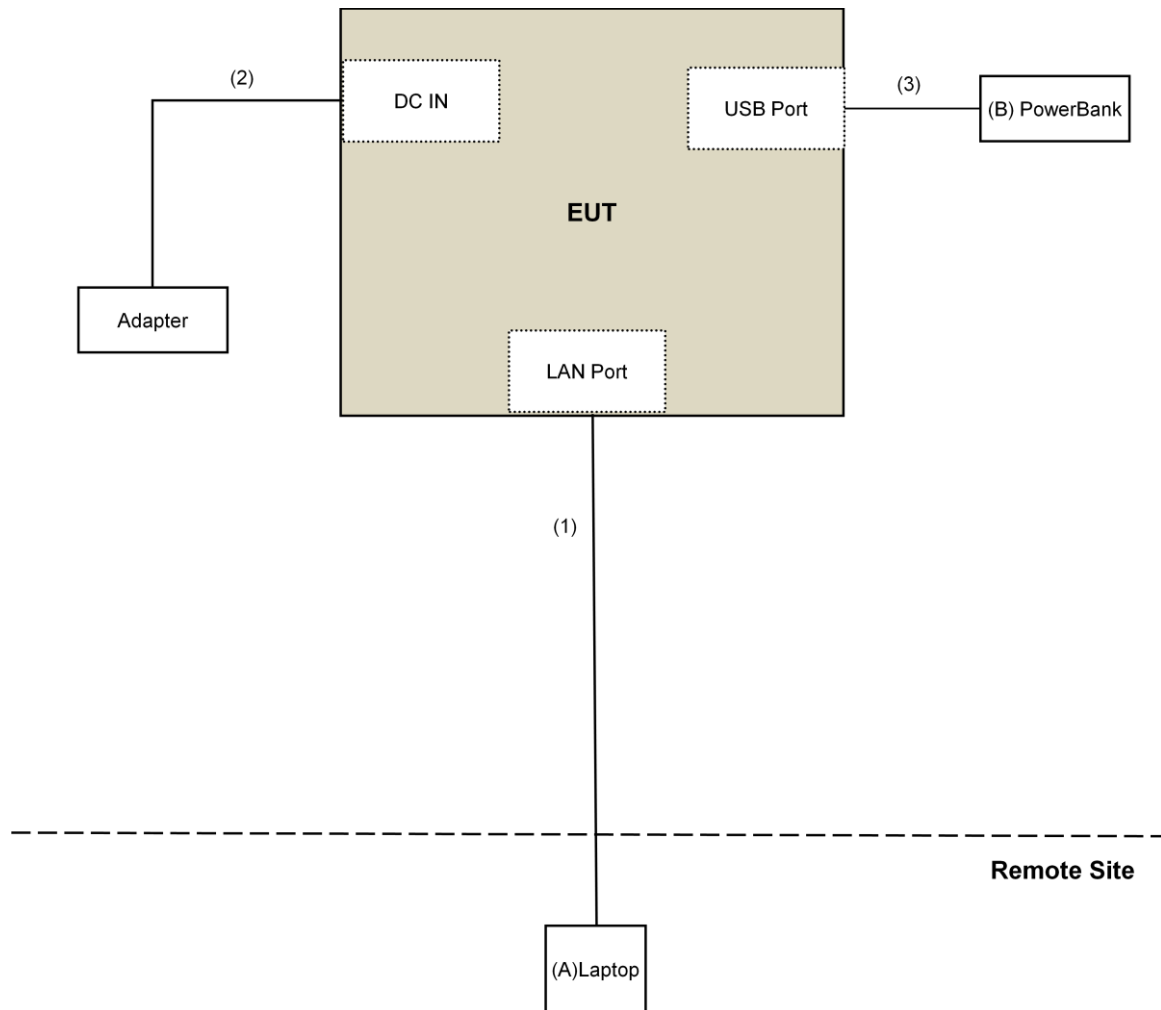 (2)
DC IN
USB Port
(3)
(B) PowerBank
EUT
Adapter
LAN Port
(1)
Remote Site
(A)Laptop